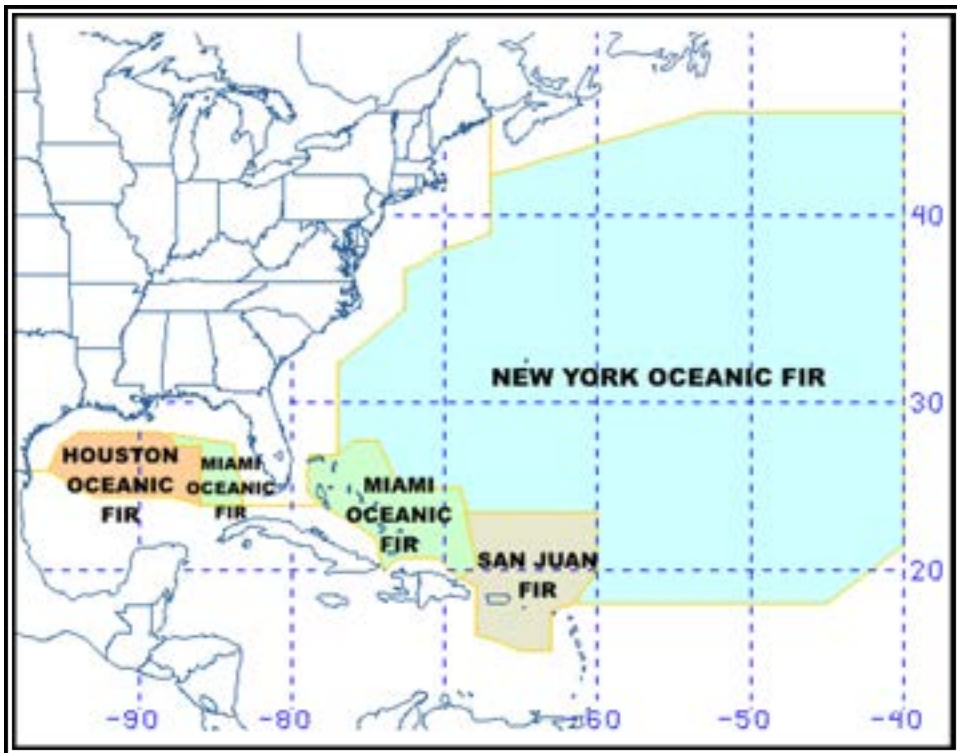 40
NEW YORK OCEANIC FIR
30
HOUSTON
OCEANIC
FIR
MIAMI
OCEANIC
FIR
MIAMI
OCEANIC
FIR
SAN JUAN
FIR
20
-90
-80
-60
-50
-40